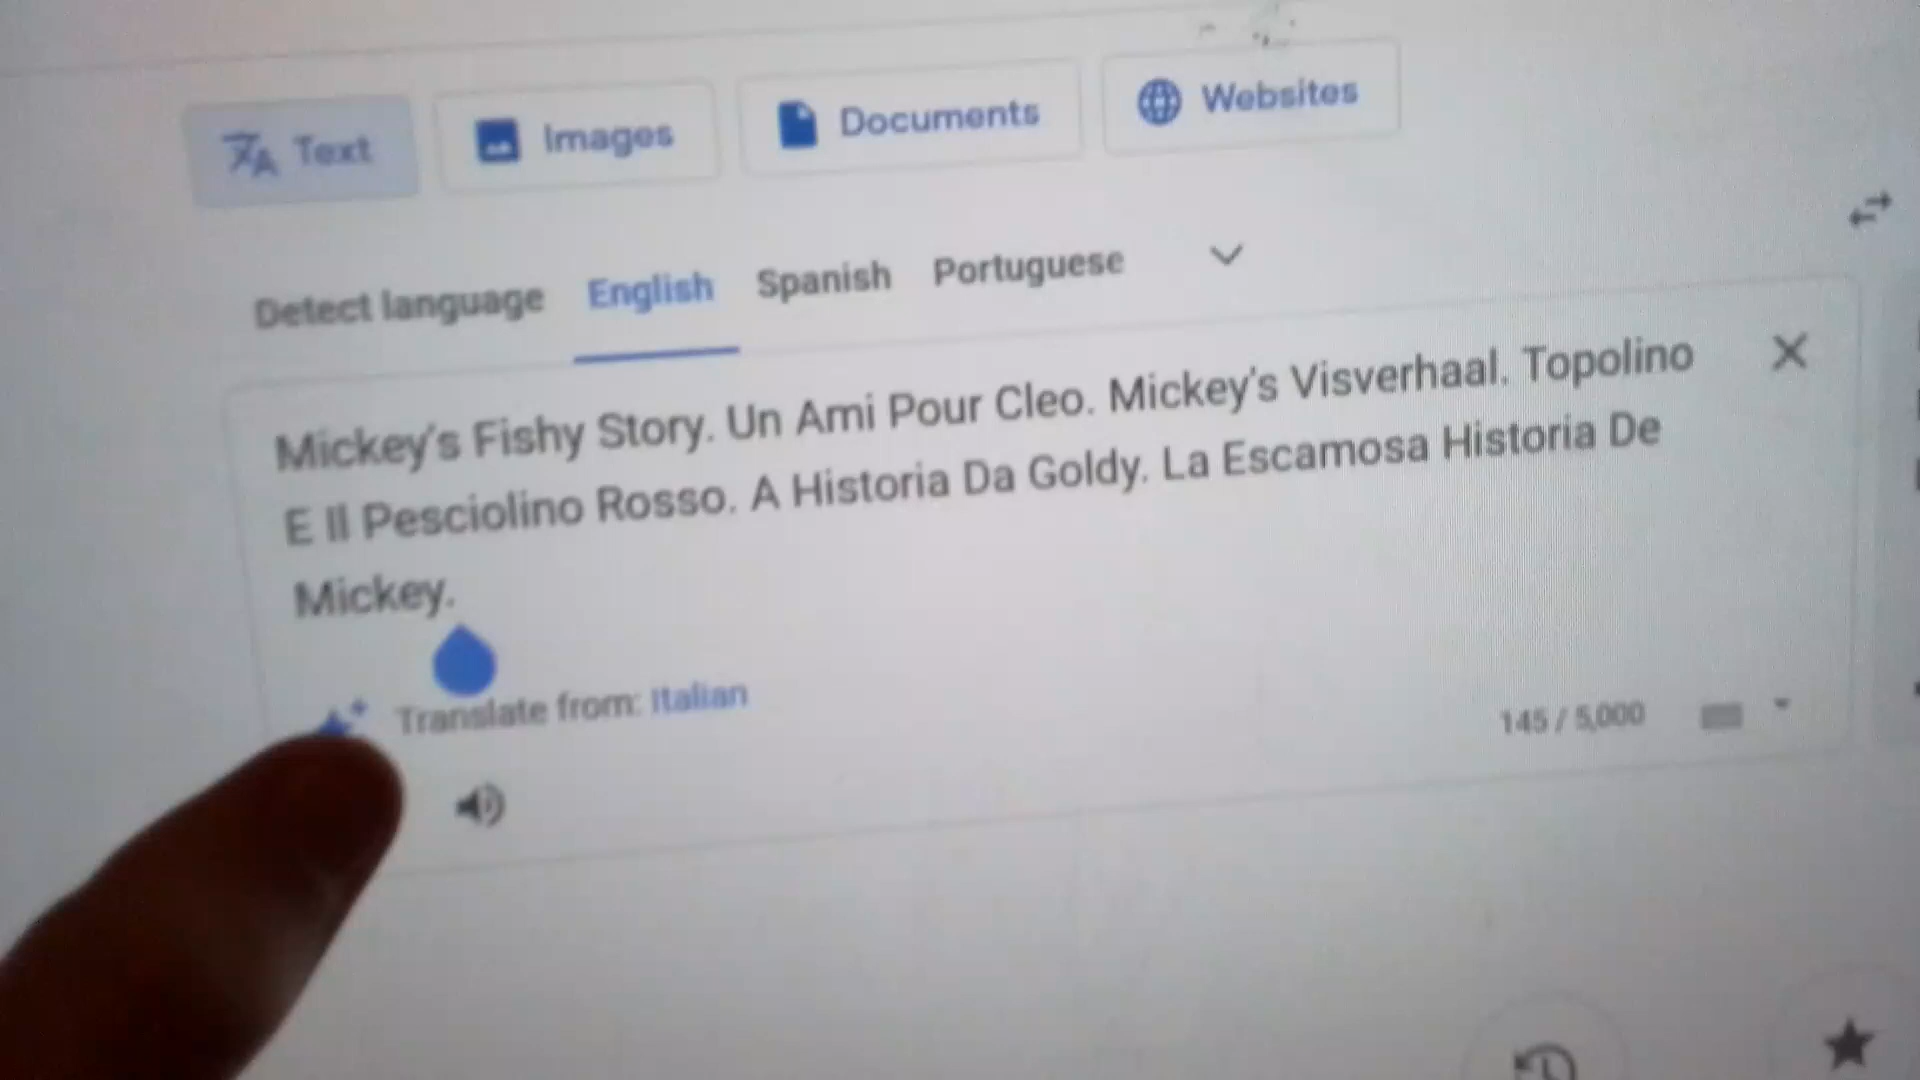 Text Images Documents Websites
Detect language English Spanish Portuguese
Mickey's Fishy Story. Un Ami Pour Cleo. Mickey's Visverhaal. Topolino
E Il Pesciolino Rosso. A Historia Da Goldy. La Escamosa Historia De
Mickey.
Translate from: Italian
145 / 5,000